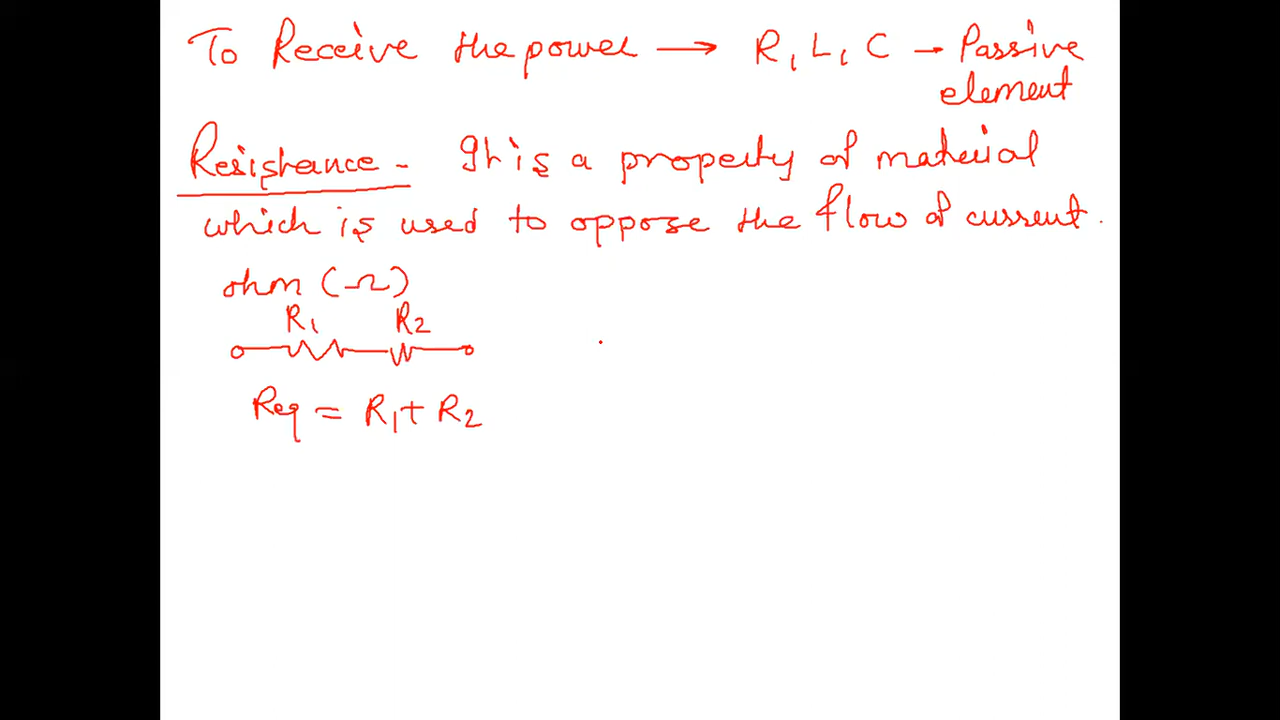 To Receive the power → R, L, C → Passive
element
Resistance - It is a property of material
which is used to oppose the flow of current.
ohm (Ω)
R1 R2
Req = R1 + R2